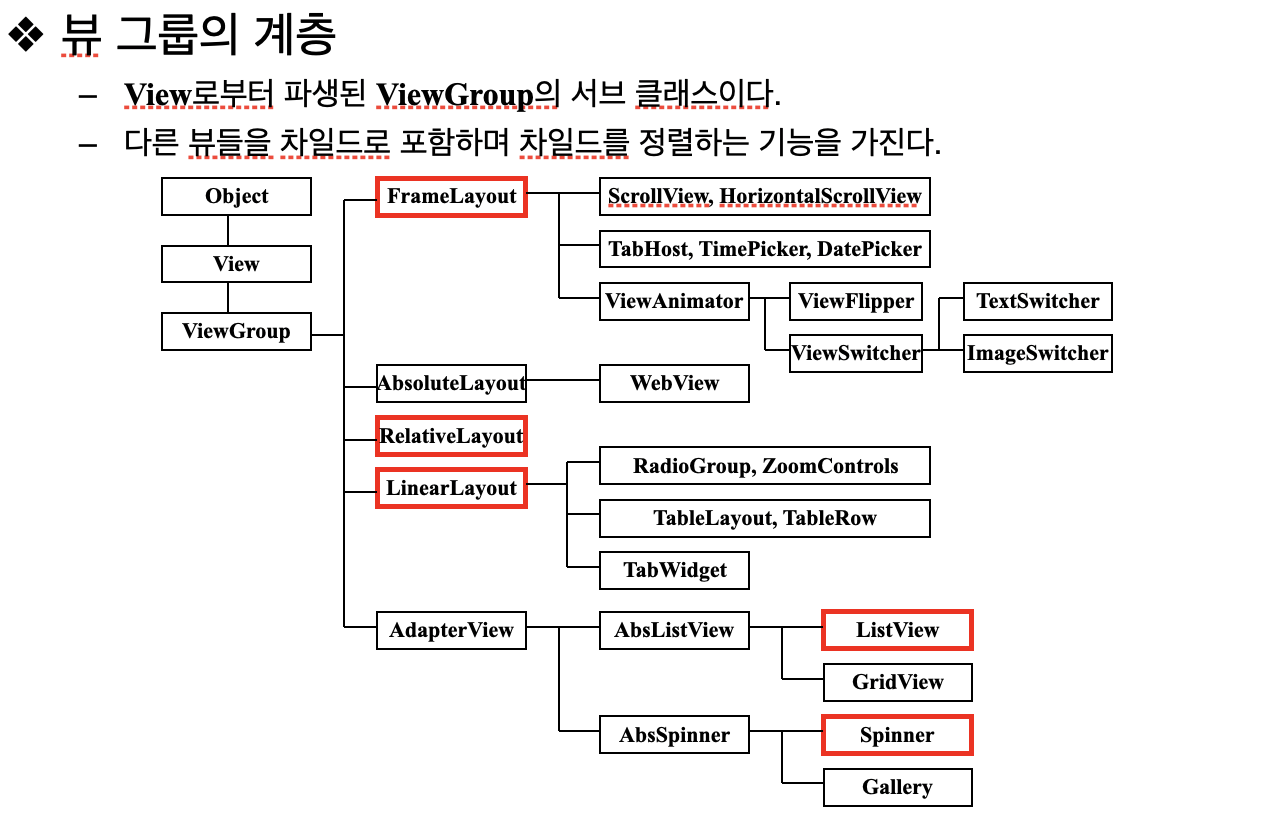 ❖ 뷰 그룹의 계층
– View로부터 파생된 ViewGroup의 서브 클래스이다.
– 다른 뷰들을 차일드로 포함하며 차일드를 정렬하는 기능을 가진다.
Object
FrameLayout
ScrollView, HorizontalScrollView
TabHost, TimePicker, DatePicker
View
ViewAnimator
ViewFlipper
TextSwitcher
ViewGroup
ViewSwitcher
ImageSwitcher
AbsoluteLayout
WebView
RelativeLayout
RadioGroup, ZoomControls
LinearLayout
TableLayout, TableRow
TabWidget
AdapterView
AbsListView
ListView
GridView
AbsSpinner
Spinner
Gallery